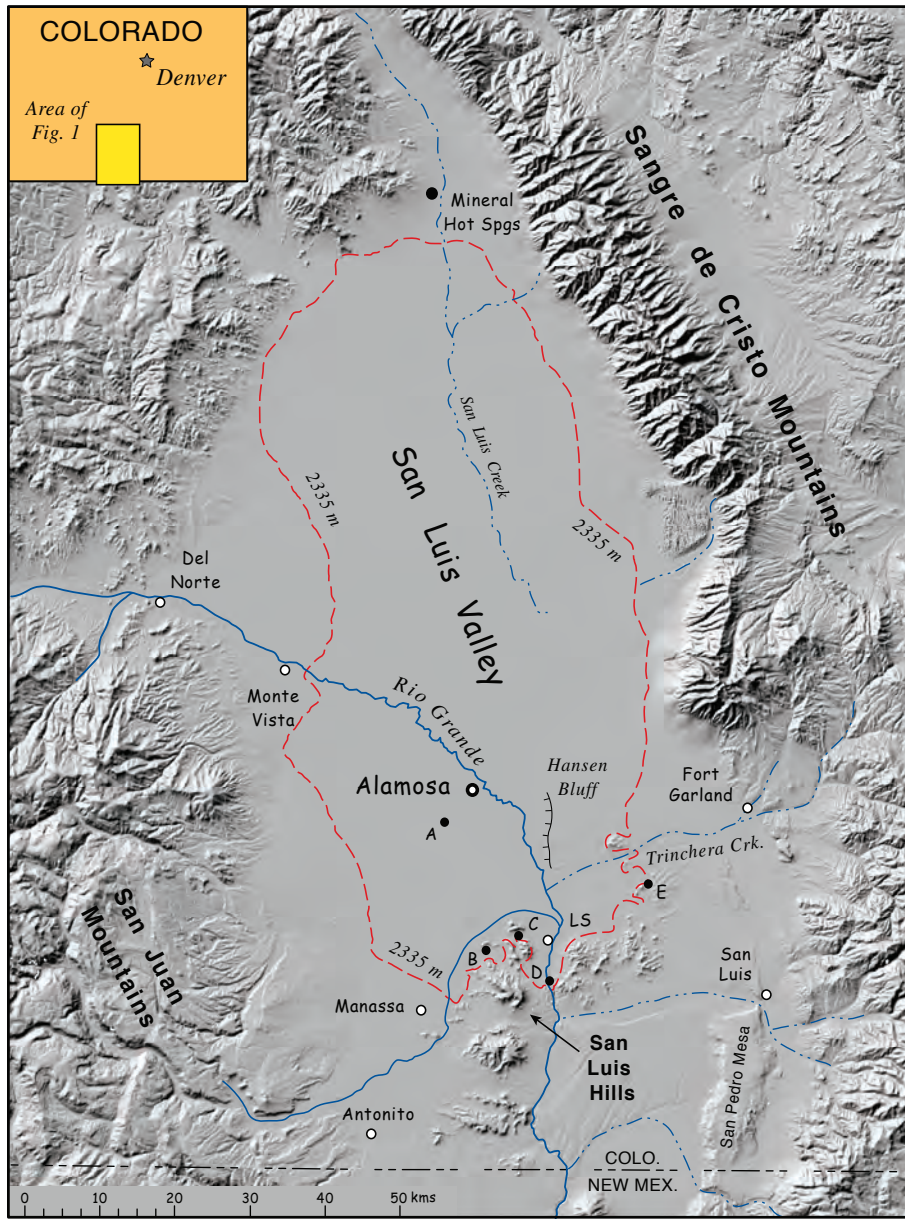 COLORADO
Denver
Area of
Fig. 1
Mineral
Hot Spgs
Sangre de Cristo Mountains
San Luis Creek
2335 m
2335 m
San Luis Valley
Del
Norte
Monte
Vista
Rio Grande
Hansen
Bluff
Fort
Garland
Alamosa
A
Trinchera Crk.
E
San Juan
Mountains
C
LS
B
2335 m
D
San
Luis
Manassa
San
Luis
Hills
San Pedro Mesa
Antonito
COLO.
NEW MEX.
0 10 20 30 40 50 kms